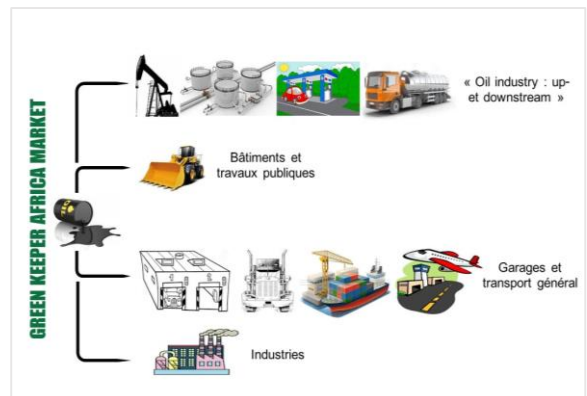 GREEN KEEPER AFRICA MARKET
« Oil industry : up-
et downstream »
Bâtiments et
travaux publiques
Garages et
transport général
Industries